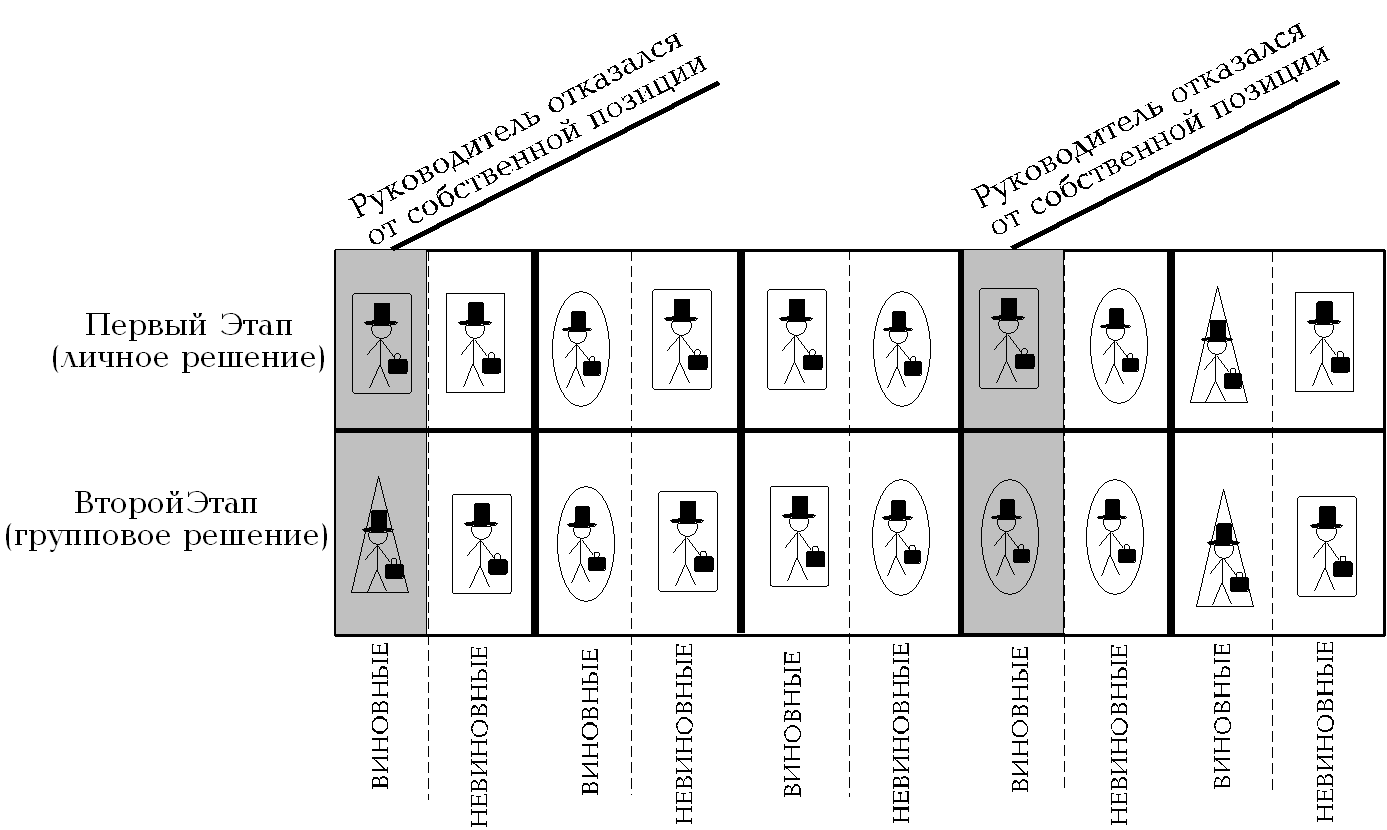 Руководитель отказался
от собственной позиции
Руководитель отказался
от собственной позиции
Первый Этап
(личное решение)
ВторойЭтап
(групповое решение)
ВИНОВНЫЕ
НЕВИНОВНЫЕ
ВИНОВНЫЕ
НЕВИНОВНЫЕ
ВИНОВНЫЕ
НЕВИНОВНЫЕ
ВИНОВНЫЕ
НЕВИНОВНЫЕ
ВИНОВНЫЕ
НЕВИНОВНЫЕ